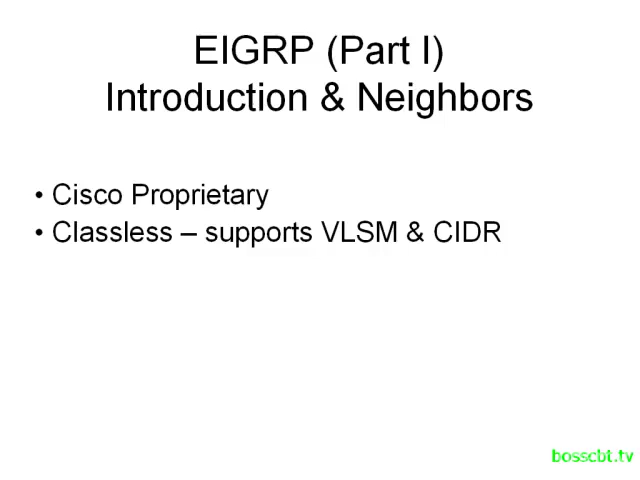 EIGRP (Part I)
Introduction & Neighbors
• Cisco Proprietary
• Classless – supports VLSM & CIDR
bosscbt.tv